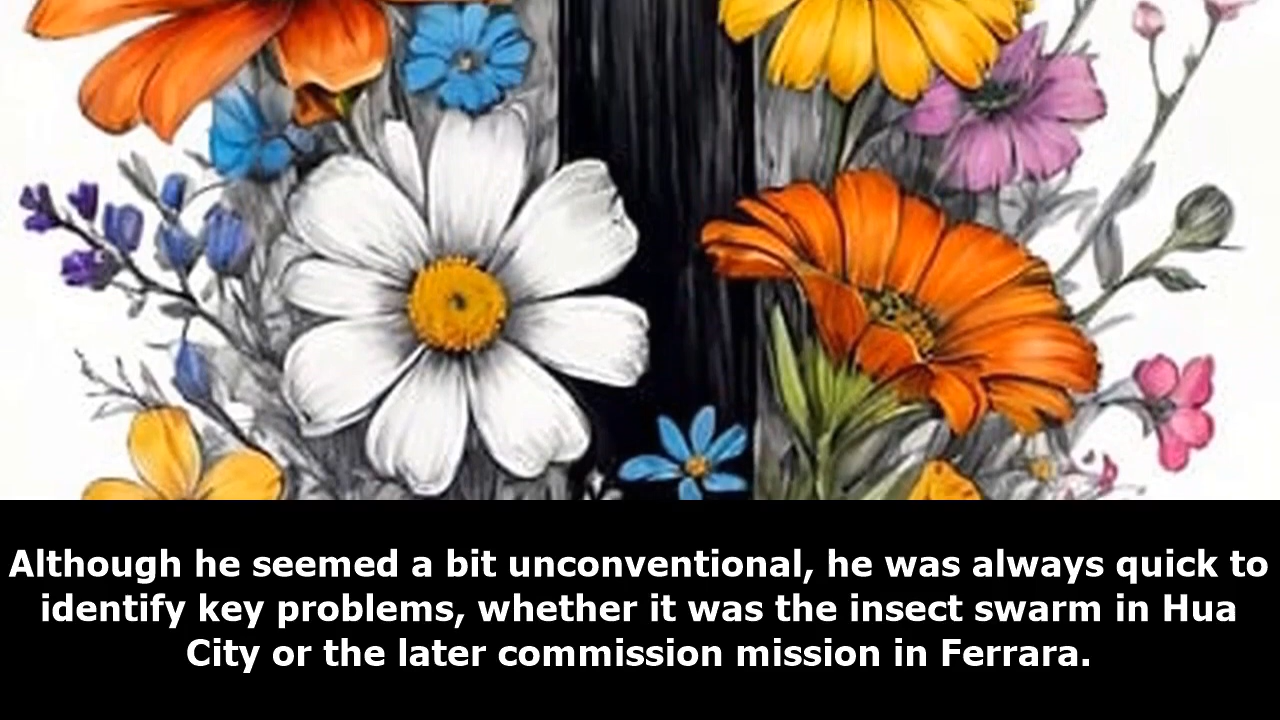 Although he seemed a bit unconventional, he was always quick to
identify key problems, whether it was the insect swarm in Hua
City or the later commission mission in Ferrara.